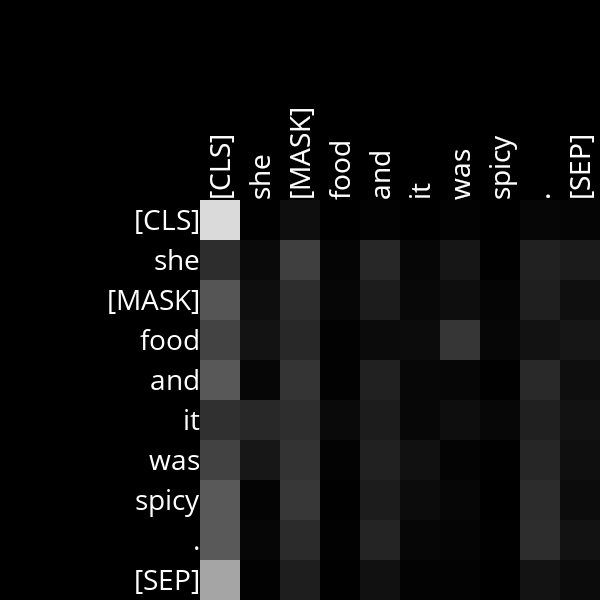 [CLS] she [MASK] food and it was spicy . [SEP]
[CLS]
she
[MASK]
food
and
it
was
spicy
.
[SEP]